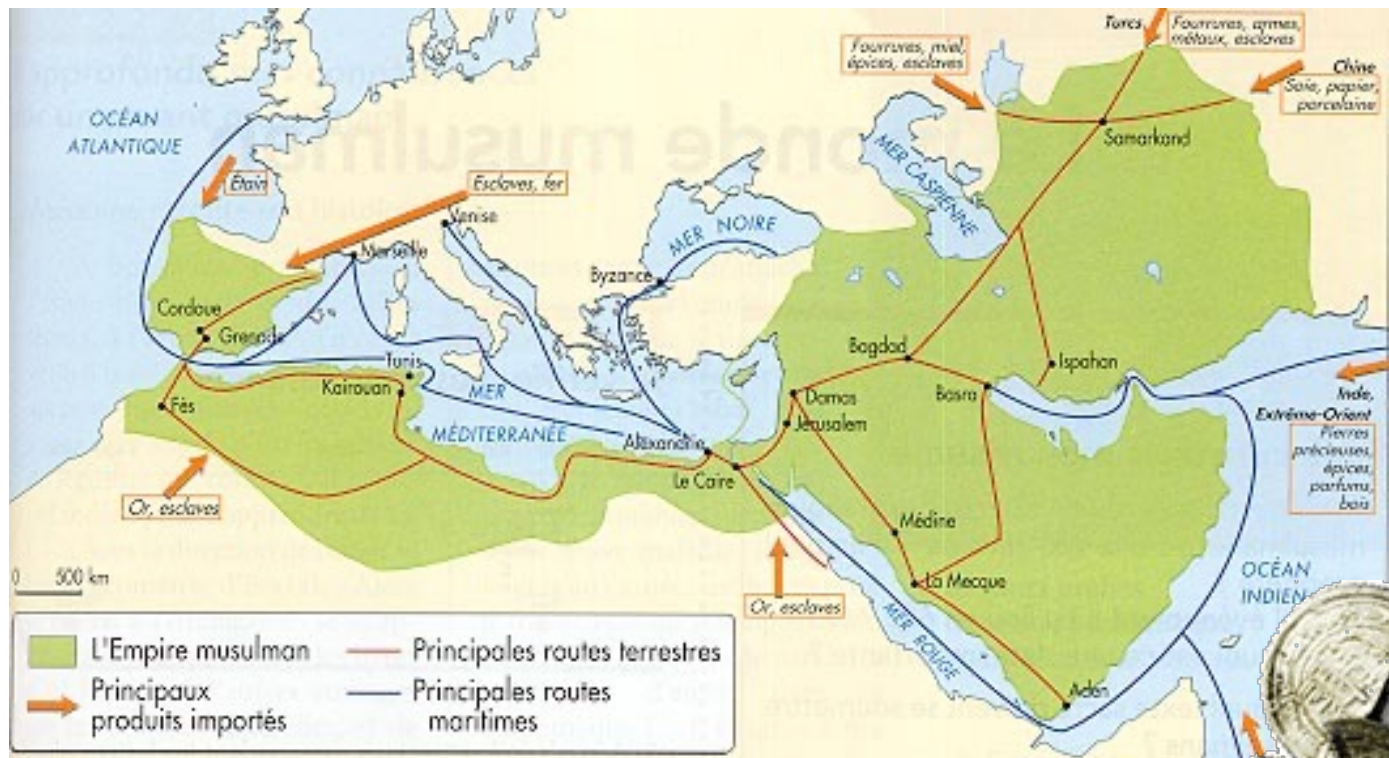 Turcs
Fourrures, armes,
métaux, esclaves
Fourrures, miel,
épices, esclaves
Chine
Soie, papier,
porcelaine
OCÉAN
ATLANTIQUE
Samarkand
MER CASPIENNE
Étain
Esclaves, fer
Venise
MER NOIRE
Marseille
Byzance
Cordoue
Grenade
Tunis
Kairouan
Bagdad
Ispahan
Basra
Damas
Jérusalem
Fès
MER
MÉDITERRANÉE
Alexandrie
Le Caire
Inde,
Extrême-Orient
Pierres
précieuses,
épices,
parfums,
bois
Or, esclaves
Médine
La Mecque
OCÉAN
INDIEN
Or, esclaves
MER ROUGE
Aden
0 500 km
L'Empire musulman
Principales routes terrestres
Principaux
produits importés
Principales routes
maritimes